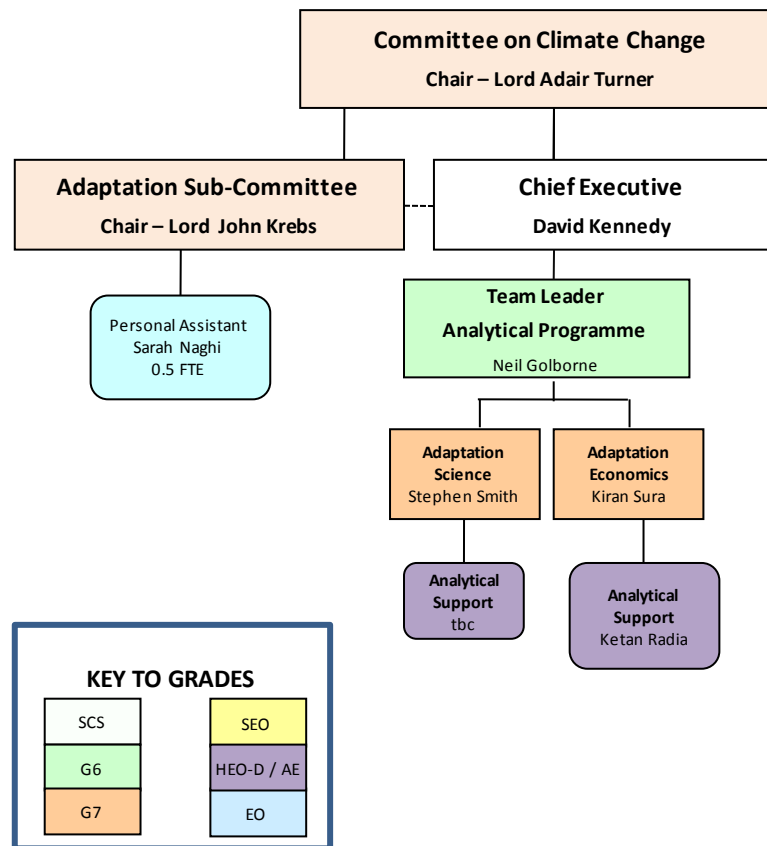 Committee on Climate Change
Chair – Lord Adair Turner
Adaptation Sub-Committee
Chair – Lord John Krebs
Chief Executive
David Kennedy
Personal Assistant
Sarah Naghi
0.5 FTE
Team Leader
Analytical Programme
Neil Golborne
Adaptation
Science
Stephen Smith
Adaptation
Economics
Kiran Sura
Analytical
Support
tbc
Analytical
Support
Ketan Radia
KEY TO GRADES
SCS
SEO
G6
HEO-D / AE
G7
EO